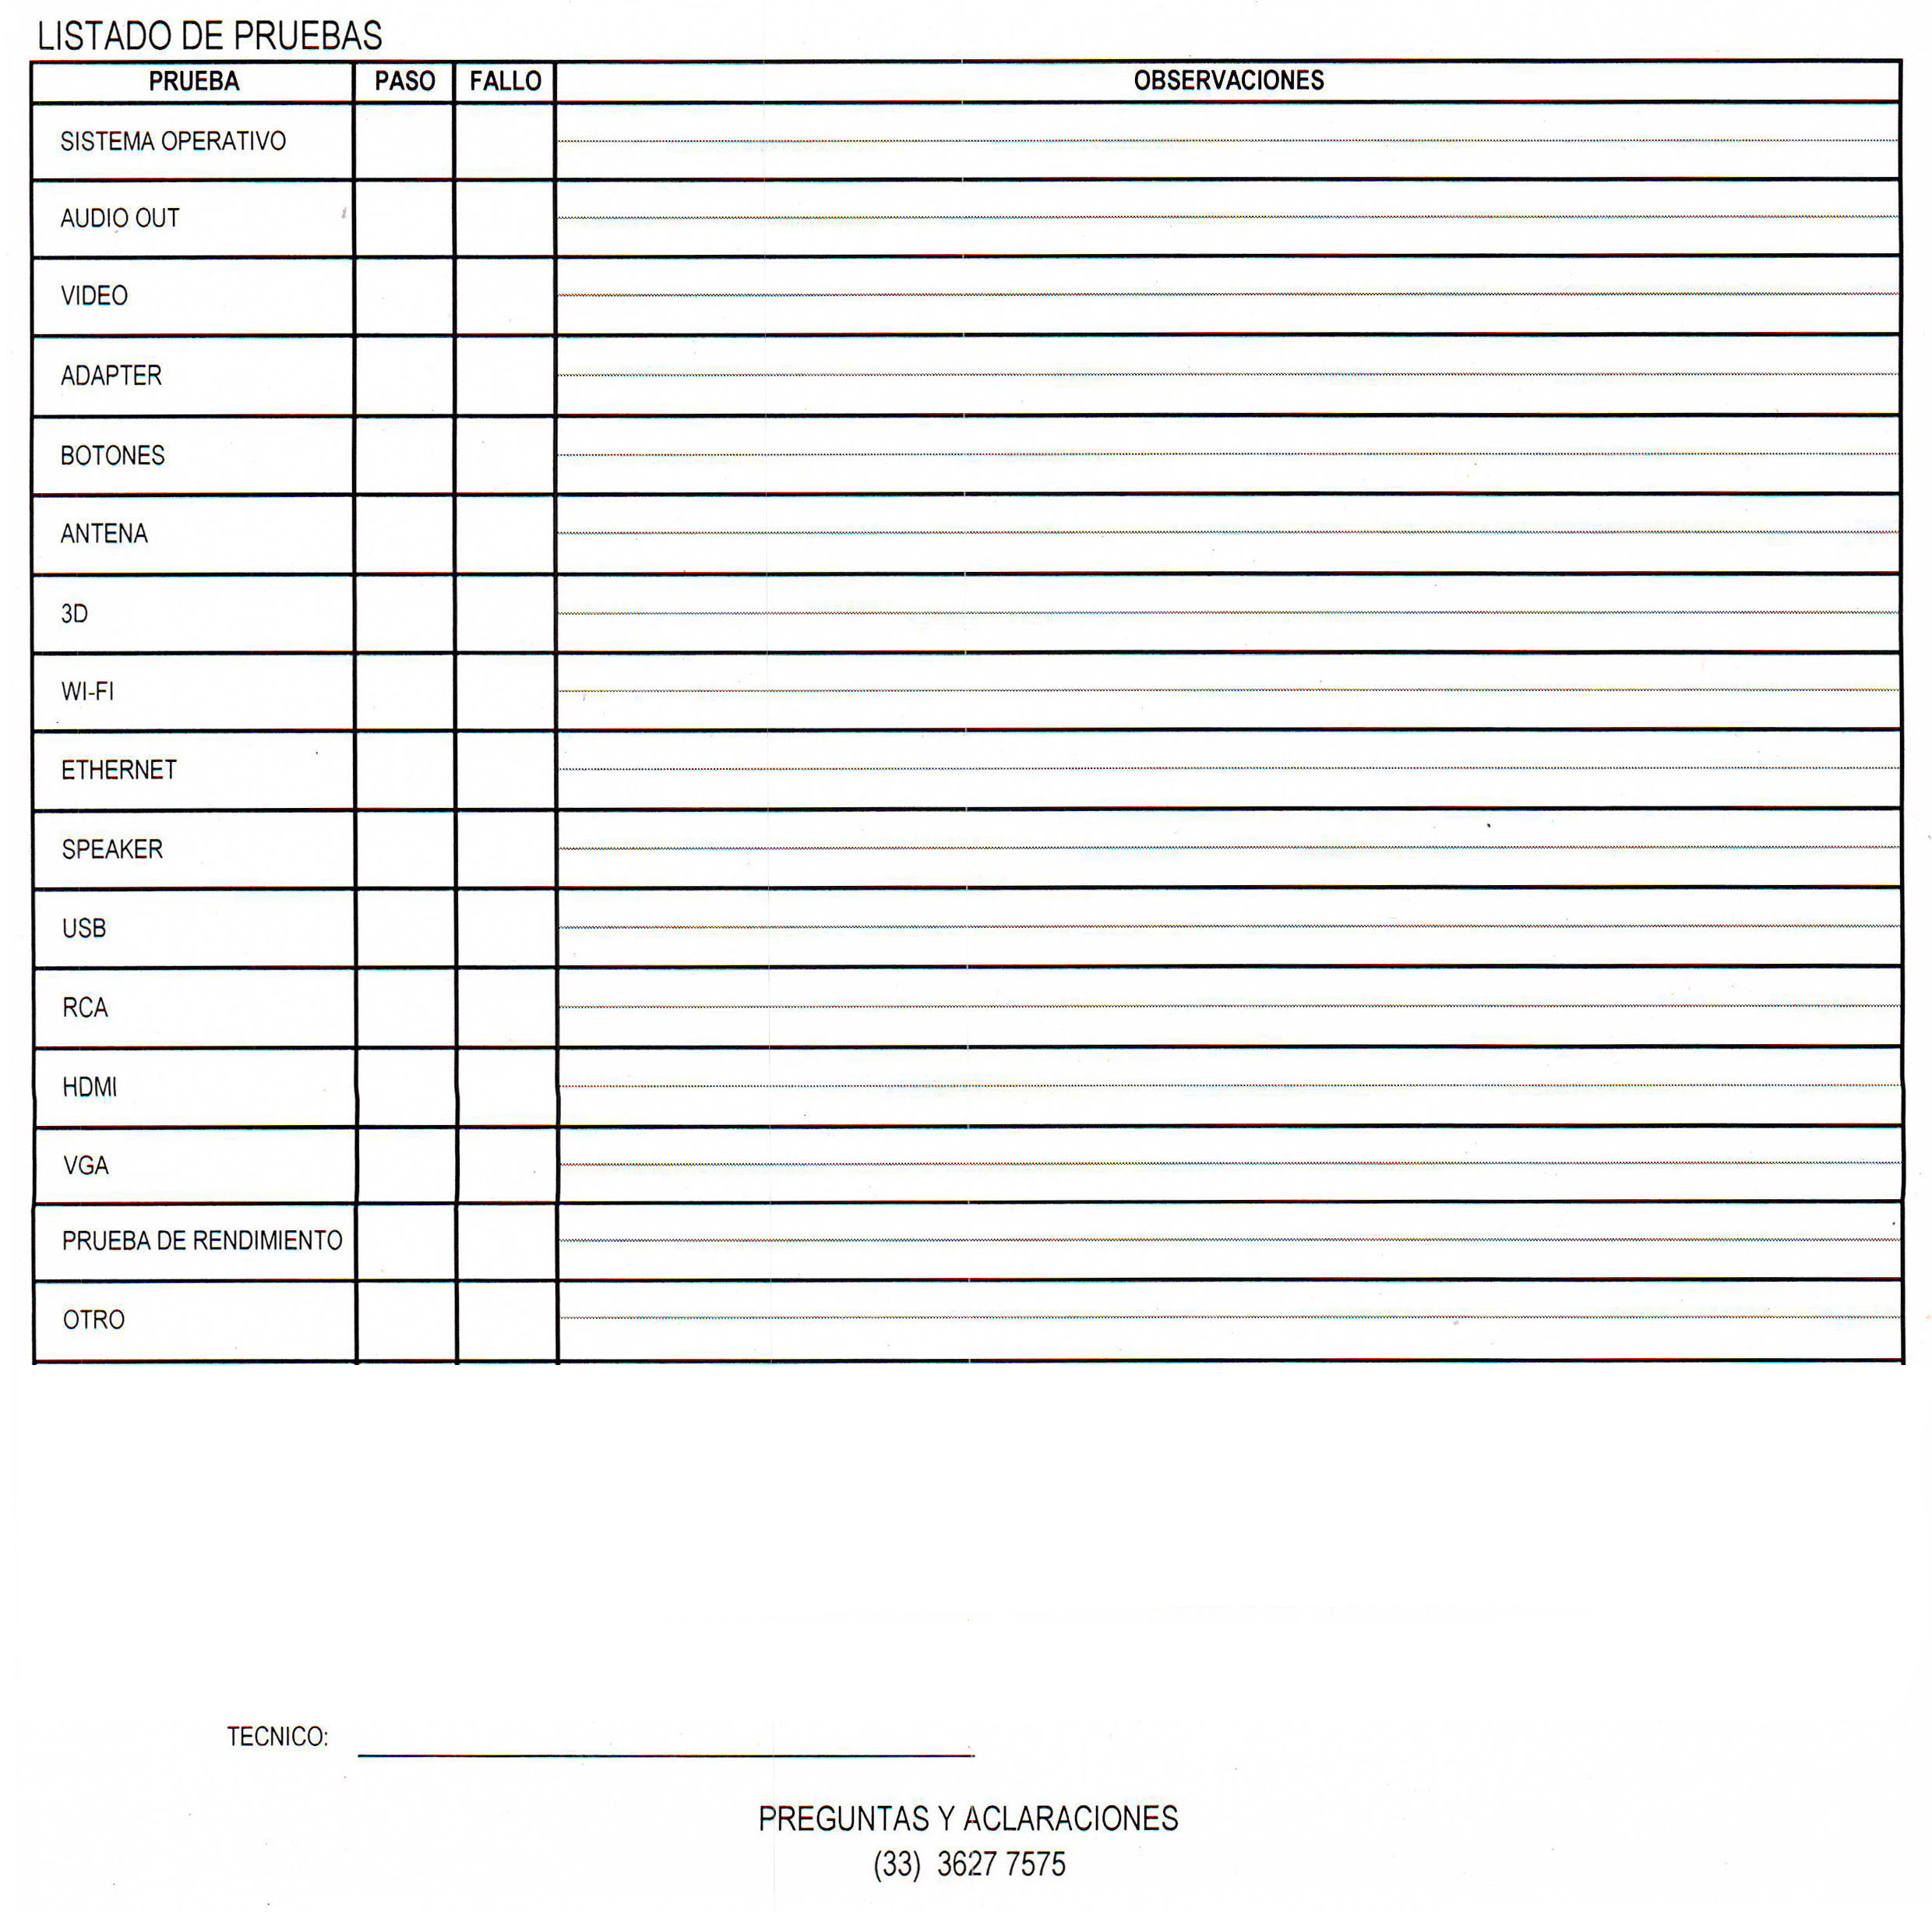 LISTADO DE PRUEBAS
PRUEBA PASO FALLO OBSERVACIONES
SISTEMA OPERATIVO
AUDIO OUT
VIDEO
ADAPTER
BOTONES
ANTENA
3D
WI-FI
ETHERNET
SPEAKER
USB
RCA
HDMI
VGA
PRUEBA DE RENDIMIENTO
OTRO
TECNICO:
PREGUNTAS Y ACLARACIONES
(33) 3627 7575